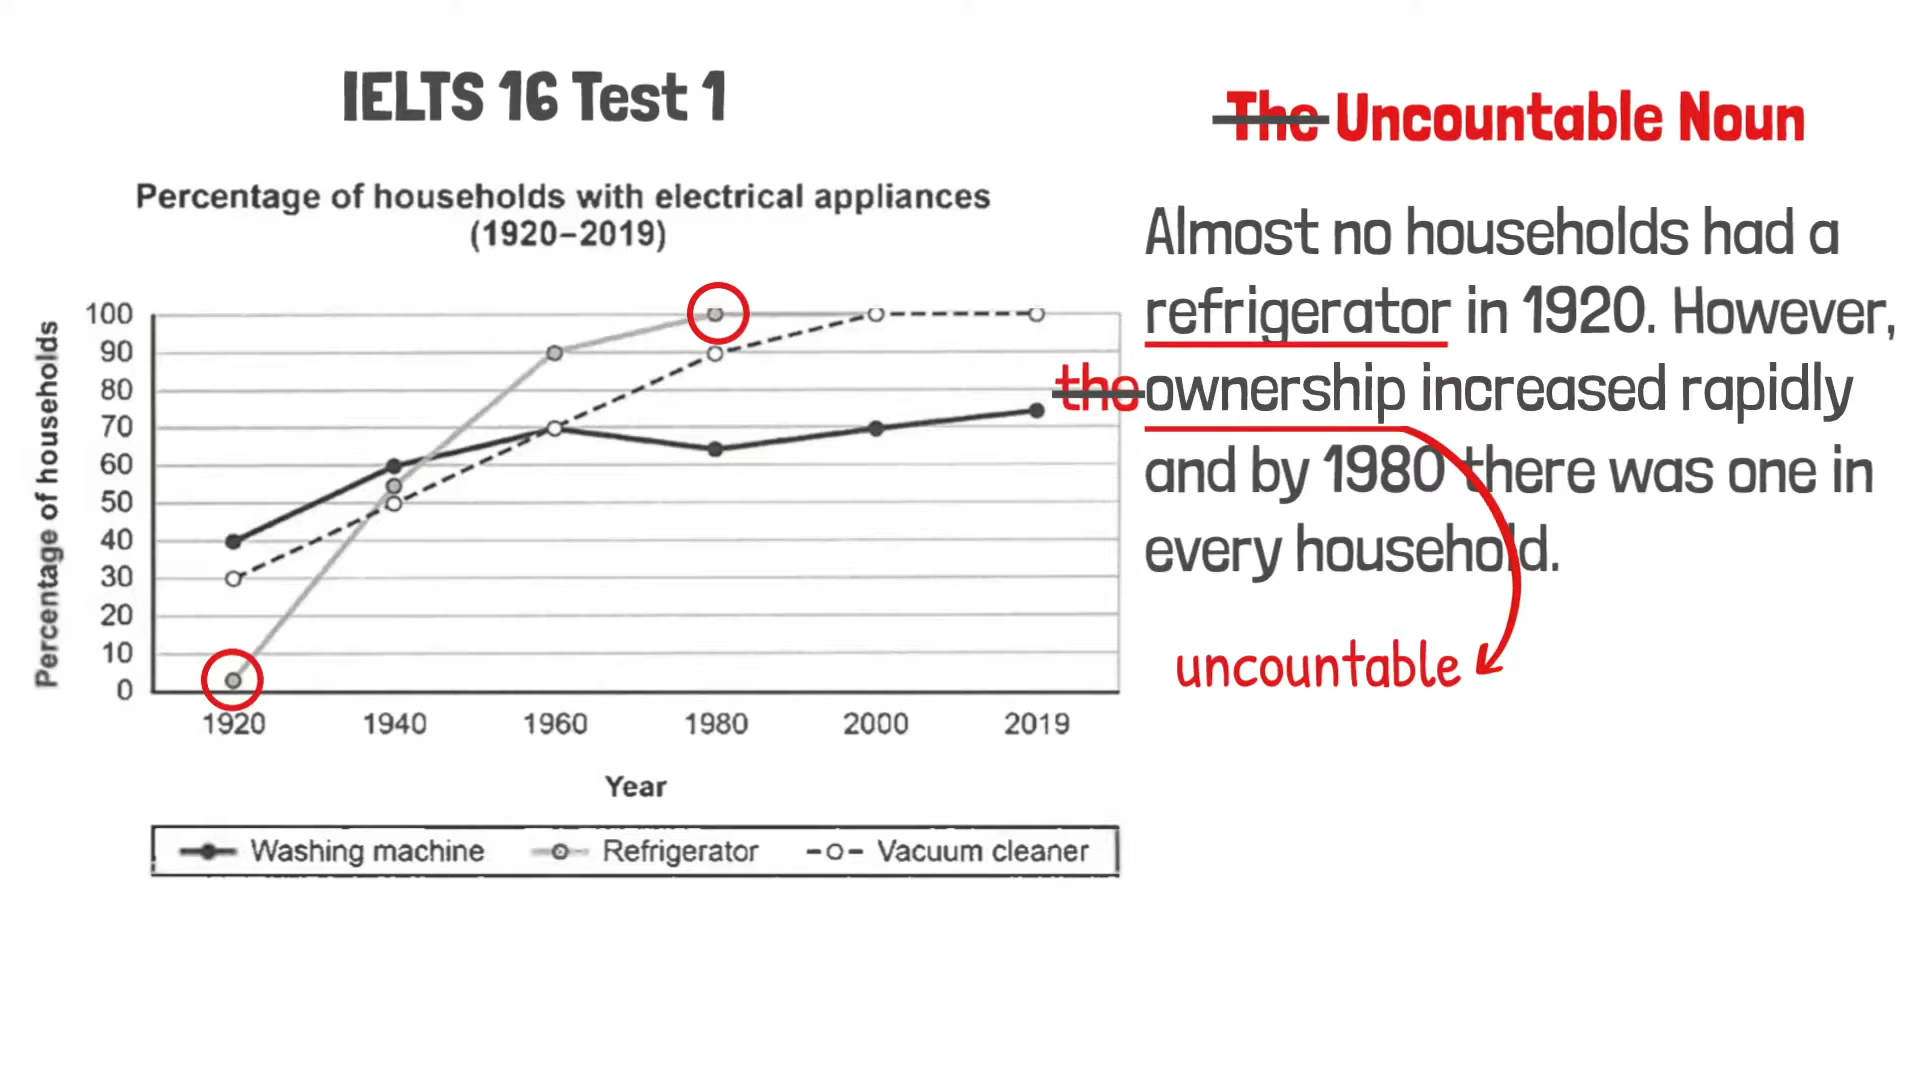 IELTS 16 Test 1
Percentage of households with electrical appliances
(1920–2019)
Percentage of households
100
90
80
70
60
50
40
30
20
10
0
1920 1940 1960 1980 2000 2019
Year
Washing machine Refrigerator Vacuum cleaner
The Uncountable Noun
Almost no households had a
refrigerator in 1920. However,
the ownership increased rapidly
and by 1980 there was one in
every household.
uncountable